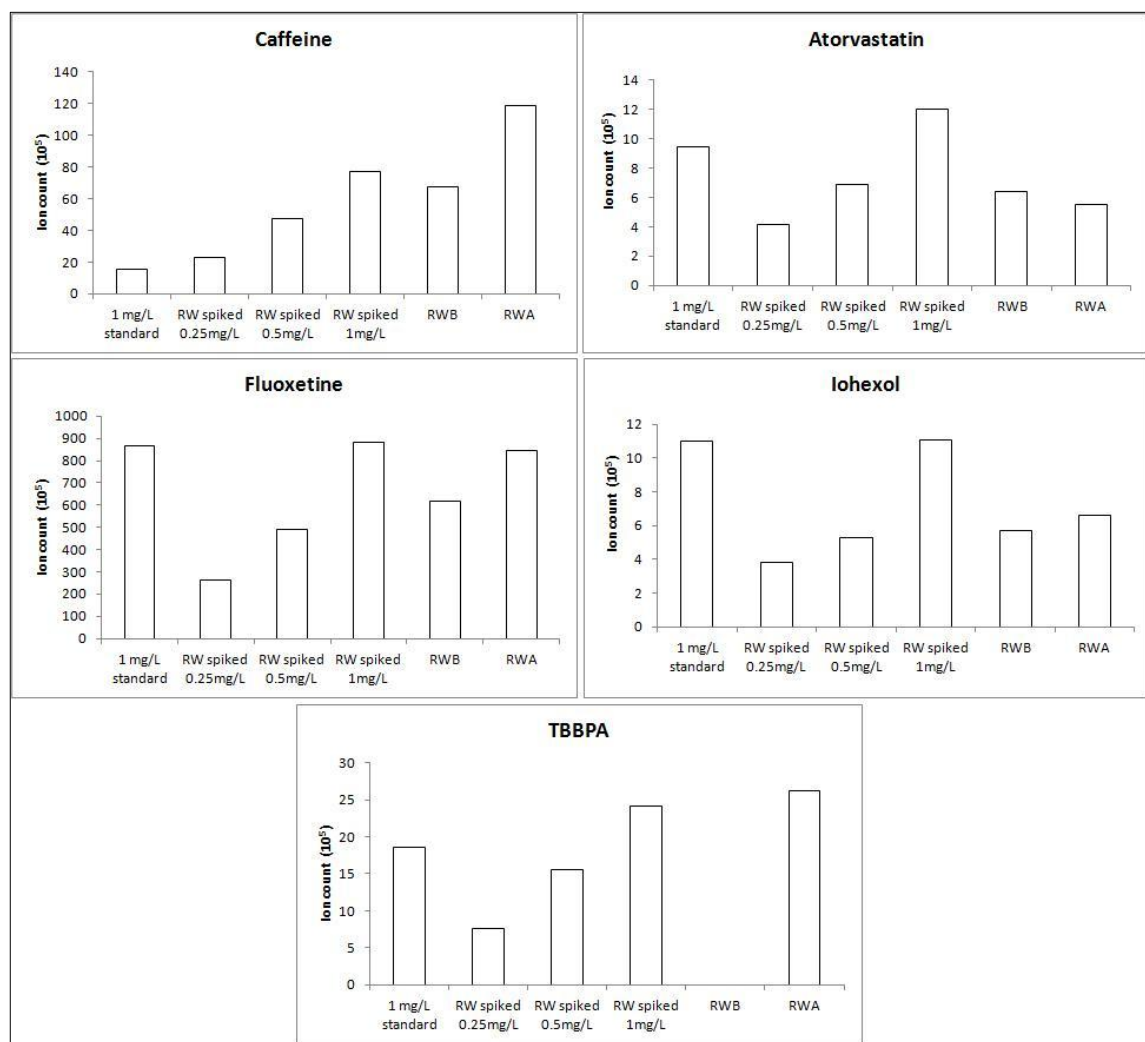 Caffeine
Ion count (10⁵)
140
120
100
80
60
40
20
0
1 mg/L RW spiked RW spiked RW spiked RWB RWA
standard 0.25mg/L 0.5mg/L 1mg/L
Atorvastatin
Ion count (10⁵)
14
12
10
8
6
4
2
0
1 mg/L RW spiked RW spiked RW spiked RWB RWA
standard 0.25mg/L 0.5mg/L 1mg/L
Fluoxetine
Ion count (10⁵)
1000
900
800
700
600
500
400
300
200
100
0
1 mg/L RW spiked RW spiked RW spiked RWB RWA
standard 0.25mg/L 0.5mg/L 1mg/L
Iohexol
Ion count (10⁵)
12
10
8
6
4
2
0
1 mg/L RW spiked RW spiked RW spiked RWB RWA
standard 0.25mg/L 0.5mg/L 1mg/L
TBBPA
Ion count (10⁵)
30
25
20
15
10
5
0
1 mg/L RW spiked RW spiked RW spiked RWB RWA
standard 0.25mg/L 0.5mg/L 1mg/L